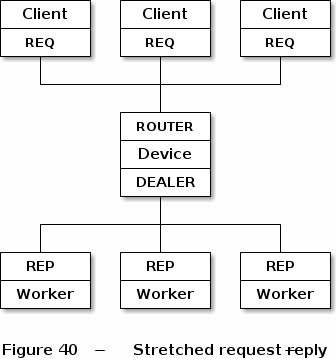 Client Client Client
REQ REQ REQ
ROUTER
Device
DEALER
REP REP REP
Worker Worker Worker
Figure 40 – Stretched request-reply